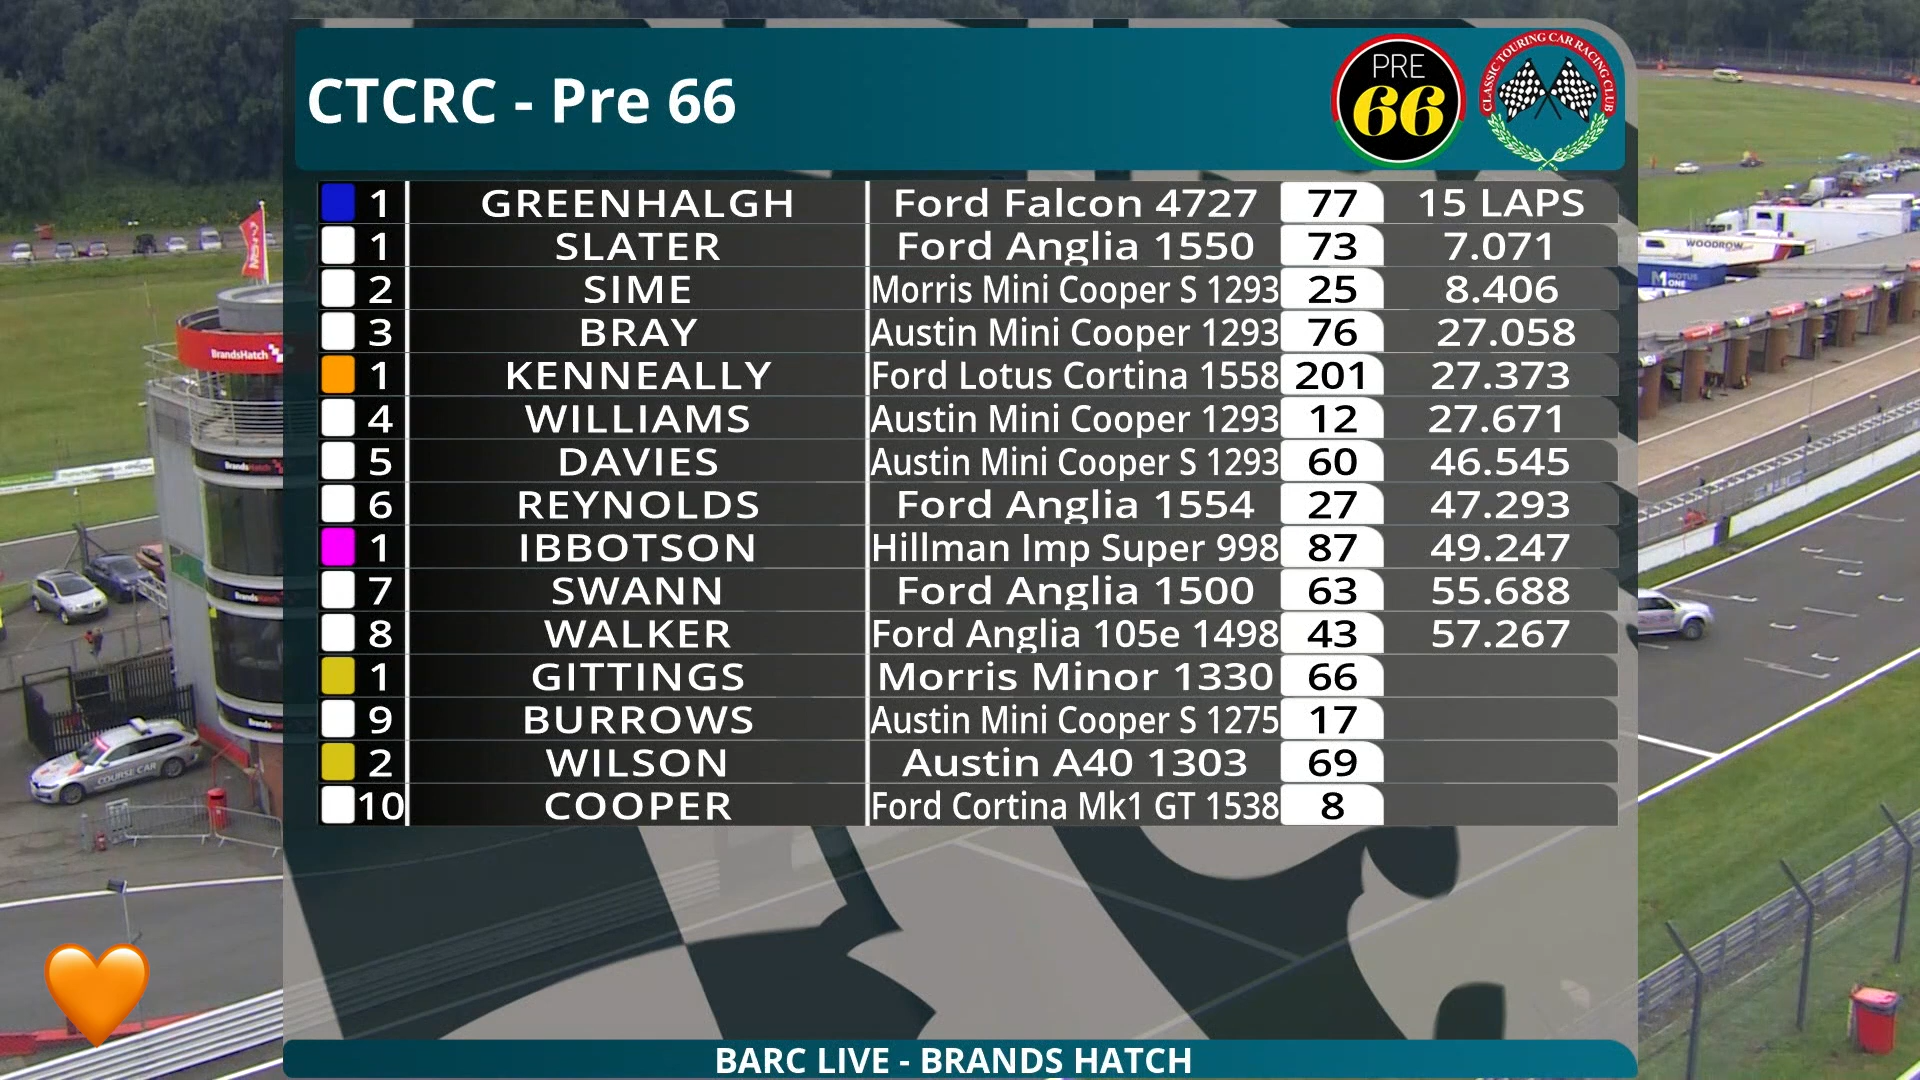 CTCRC - Pre 66
PRE
66
CLASSIC TOURING CAR RACING CLUB
1 GREENHALGH Ford Falcon 4727 77 15 LAPS
1 SLATER Ford Anglia 1550 73 7.071
2 SIME Morris Mini Cooper S 1293 25 8.406
3 BRAY Austin Mini Cooper 1293 76 27.058
1 KENNEALLY Ford Lotus Cortina 1558 201 27.373
4 WILLIAMS Austin Mini Cooper 1293 12 27.671
5 DAVIES Austin Mini Cooper S 1293 60 46.545
6 REYNOLDS Ford Anglia 1554 27 47.293
1 IBBOTSON Hillman Imp Super 998 87 49.247
7 SWANN Ford Anglia 1500 63 55.688
8 WALKER Ford Anglia 105e 1498 43 57.267
1 GITTINGS Morris Minor 1330 66
9 BURROWS Austin Mini Cooper S 1275 17
2 WILSON Austin A40 1303 69
10 COOPER Ford Cortina Mk1 GT 1538 8
BARC LIVE - BRANDS HATCH
BrandsHatch
BrandsHatch
COURSE CAR
WOODROW
MOTUS
ONE